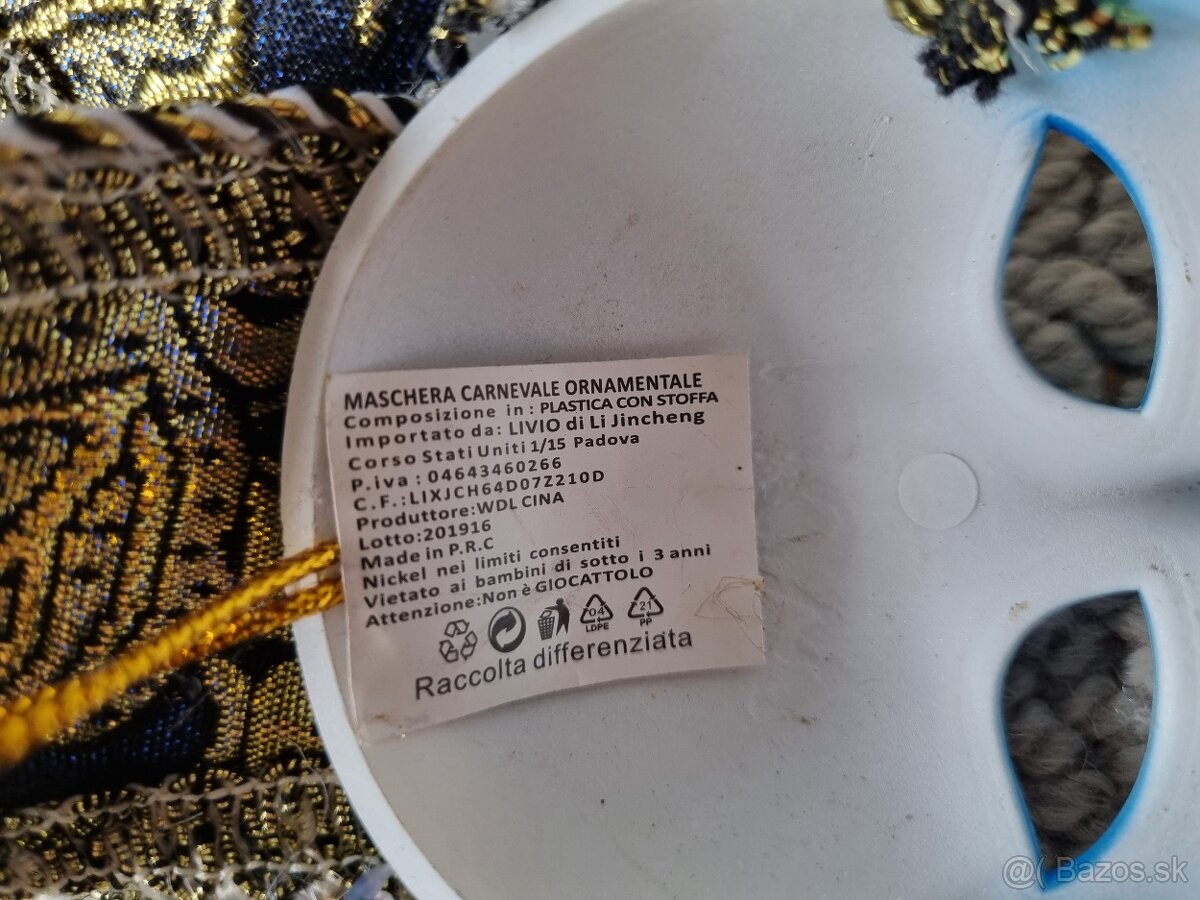 MASCHERA CARNEVALE ORNAMENTALE
Composizione in : PLASTICA CON STOFFA
Importato da: LIVIO di Li Jincheng
Corso Stati Uniti 1/15 Padova
P.iva : 04643460266
C.F.:LIXJCH64D07Z210D
Produttore:WDL CINA
Lotto:201916
Made in P.R.C
Nickel nei limiti consentiti
Vietato ai bambini di sotto i 3 anni
Attenzione:Non è GIOCATTOLO
04 21
LDPE PP
Raccolta differenziata
@ Bazos.sk